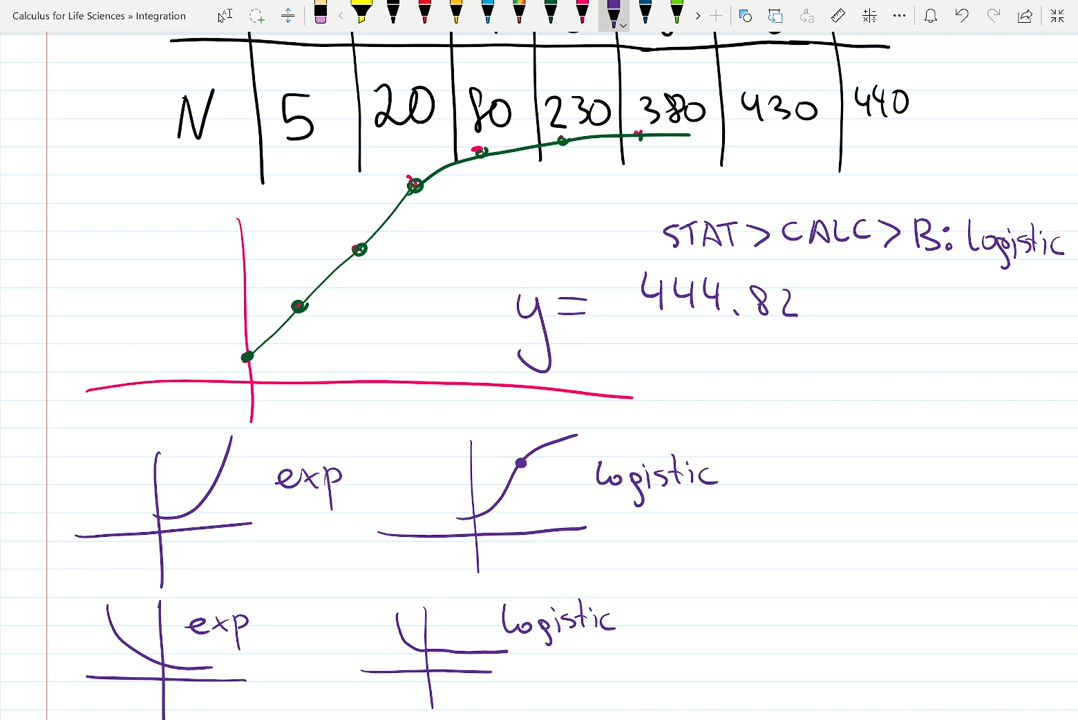 Calculus for Life Sciences » Integration
N 5 20 80 230 380 430 440
STAT > CALC > B: logistic
y = 444.82
exp logistic
exp logistic